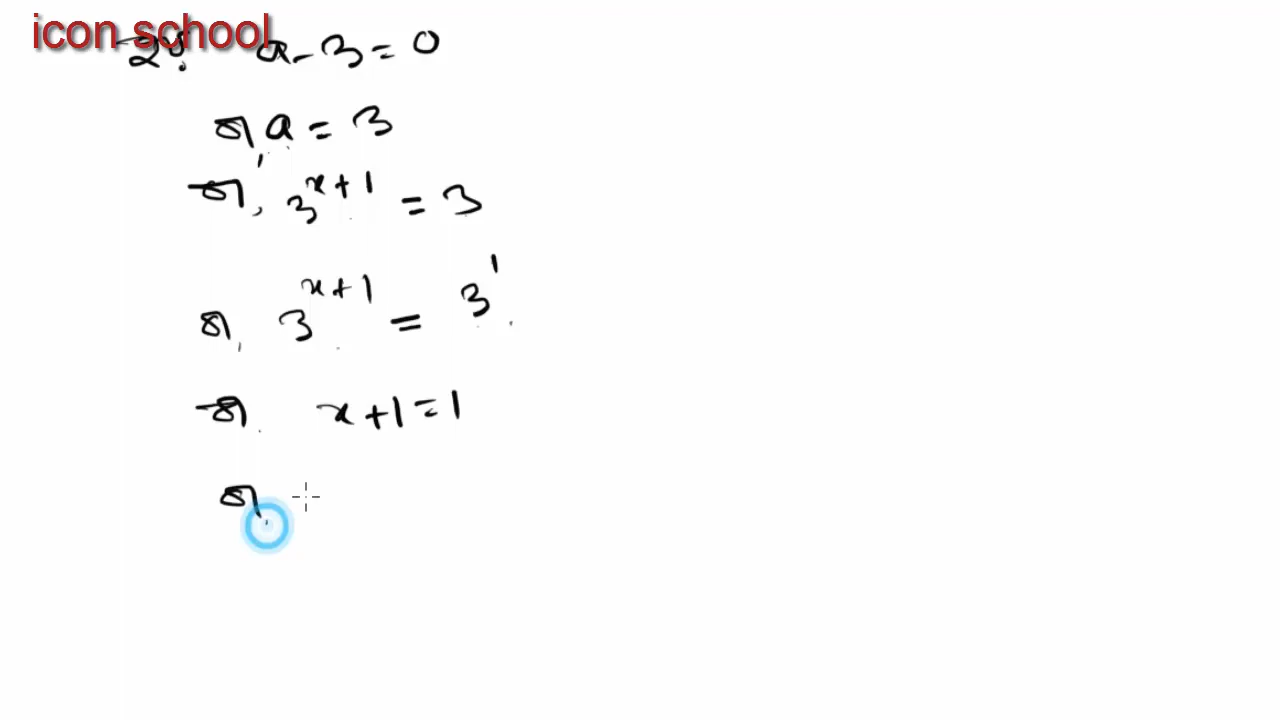 icon school
a - 3 = 0
বা, a = 3
বা, 3^{x+1} = 3
বা, 3^{x+1} = 3^1
বা, x + 1 = 1
বা,